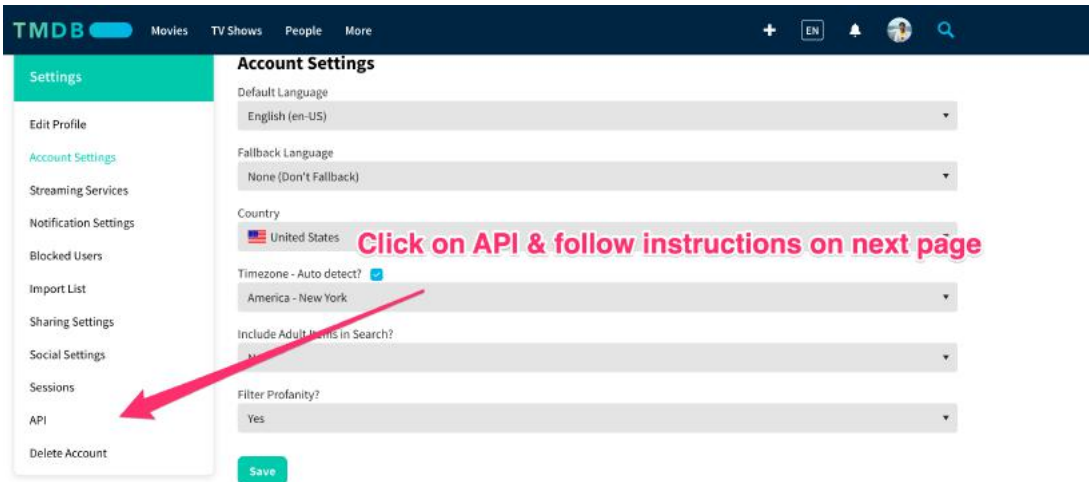 TMDB Movies TV Shows People More + EN
Settings
Edit Profile
Account Settings
Streaming Services
Notification Settings
Blocked Users
Import List
Sharing Settings
Social Settings
Sessions
API
Delete Account
Account Settings
Default Language
English (en-US)
Fallback Language
None (Don't Fallback)
Country
United States
Click on API & follow instructions on next page
Timezone - Auto detect?
America - New York
Include Adult Items in Search?
Filter Profanity?
Yes
Save